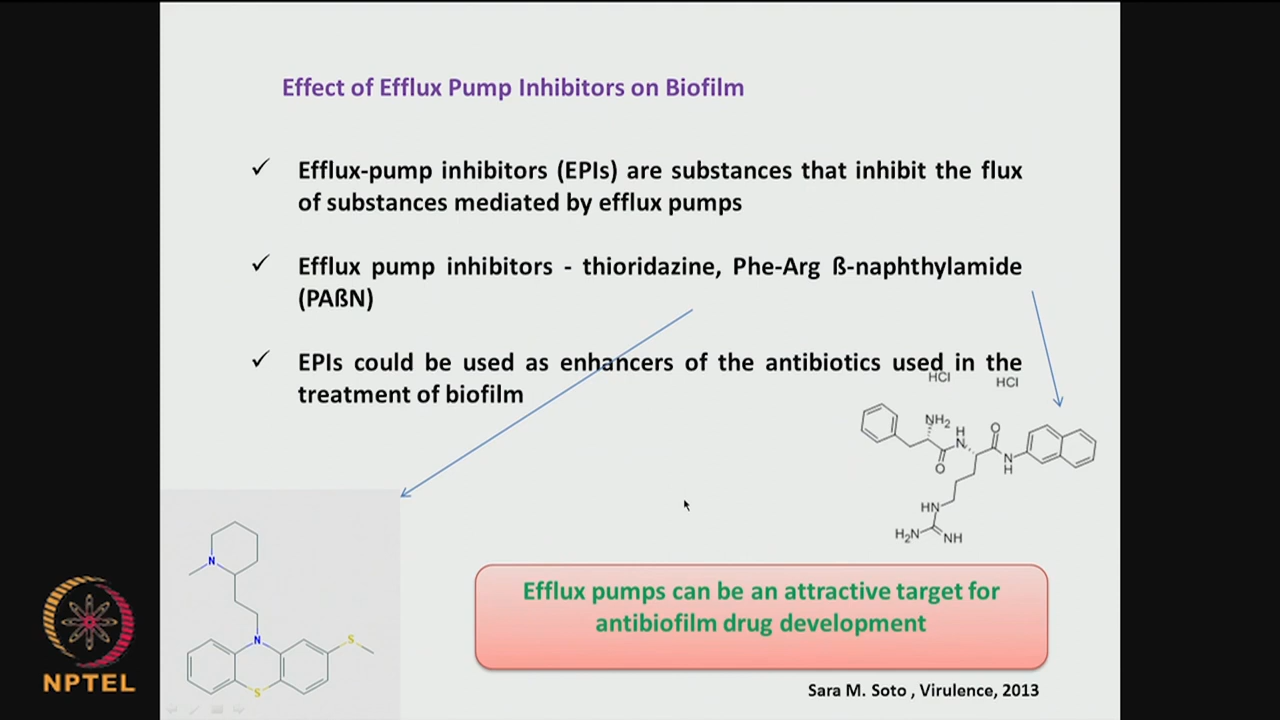 Effect of Efflux Pump Inhibitors on Biofilm
✓ Efflux-pump inhibitors (EPIs) are substances that inhibit the flux
of substances mediated by efflux pumps
✓ Efflux pump inhibitors - thioridazine, Phe-Arg ß-naphthylamide
(PAßN)
✓ EPIs could be used as enhancers of the antibiotics used in the
treatment of biofilm
HCl HCl
NH2
H
N
O
O
N
H
HN
H2N
NH
N
N
S
S
Efflux pumps can be an attractive target for
antibiofilm drug development
Sara M. Soto , Virulence, 2013
NPTEL